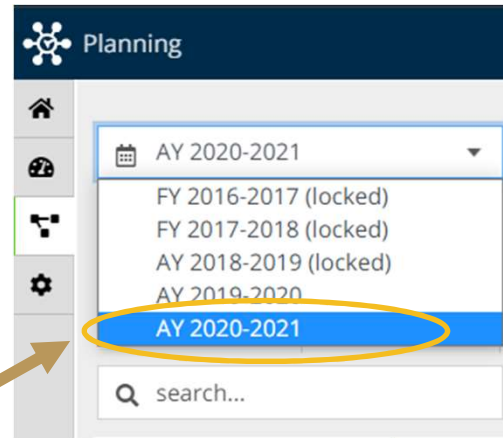 Planning
AY 2020-2021
FY 2016-2017 (locked)
FY 2017-2018 (locked)
AY 2018-2019 (locked)
AY 2019-2020
AY 2020-2021
search...